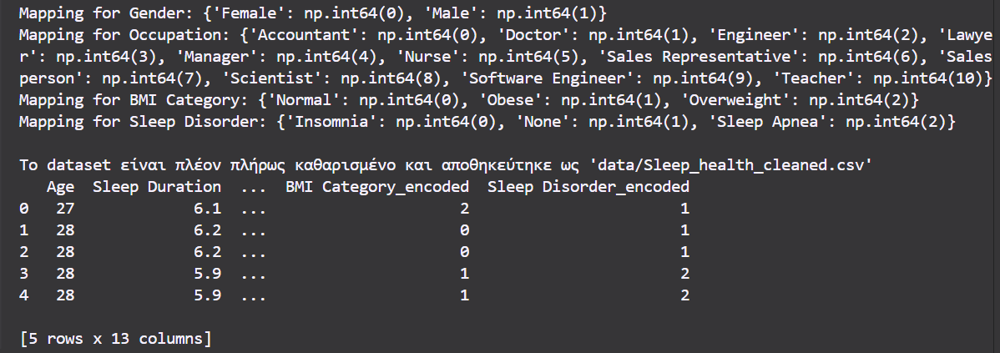 Mapping for Gender: {'Female': np.int64(0), 'Male': np.int64(1)}
Mapping for Occupation: {'Accountant': np.int64(0), 'Doctor': np.int64(1), 'Engineer': np.int64(2), 'Lawye
r': np.int64(3), 'Manager': np.int64(4), 'Nurse': np.int64(5), 'Sales Representative': np.int64(6), 'Sales
person': np.int64(7), 'Scientist': np.int64(8), 'Software Engineer': np.int64(9), 'Teacher': np.int64(10)}
Mapping for BMI Category: {'Normal': np.int64(0), 'Obese': np.int64(1), 'Overweight': np.int64(2)}
Mapping for Sleep Disorder: {'Insomnia': np.int64(0), 'None': np.int64(1), 'Sleep Apnea': np.int64(2)}

Το dataset είναι πλέον πλήρως καθαρισμένο και αποθηκεύτηκε ως 'data/Sleep_health_cleaned.csv'
   Age  Sleep Duration  ...  BMI Category_encoded  Sleep Disorder_encoded
0   27             6.1  ...                     2                       1
1   28             6.2  ...                     0                       1
2   28             6.2  ...                     0                       1
3   28             5.9  ...                     1                       2
4   28             5.9  ...                     1                       2

[5 rows x 13 columns]